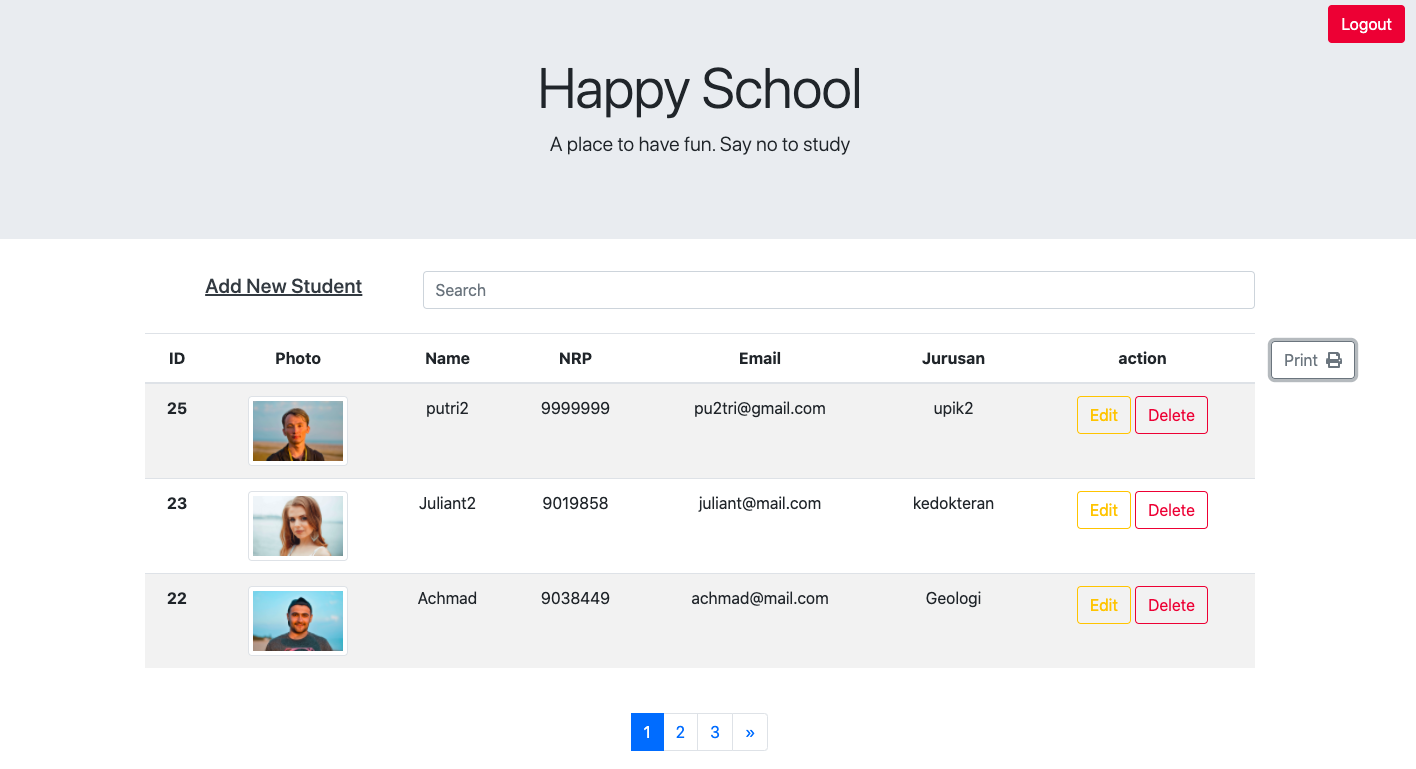 Logout
Happy School
A place to have fun. Say no to study
Add New Student
Search
ID Photo Name NRP Email Jurusan action
Print
25 putri2 9999999 pu2tri@gmail.com upik2 Edit Delete
23 Juliant2 9019858 juliant@mail.com kedokteran Edit Delete
22 Achmad 9038449 achmad@mail.com Geologi Edit Delete
1 2 3 »